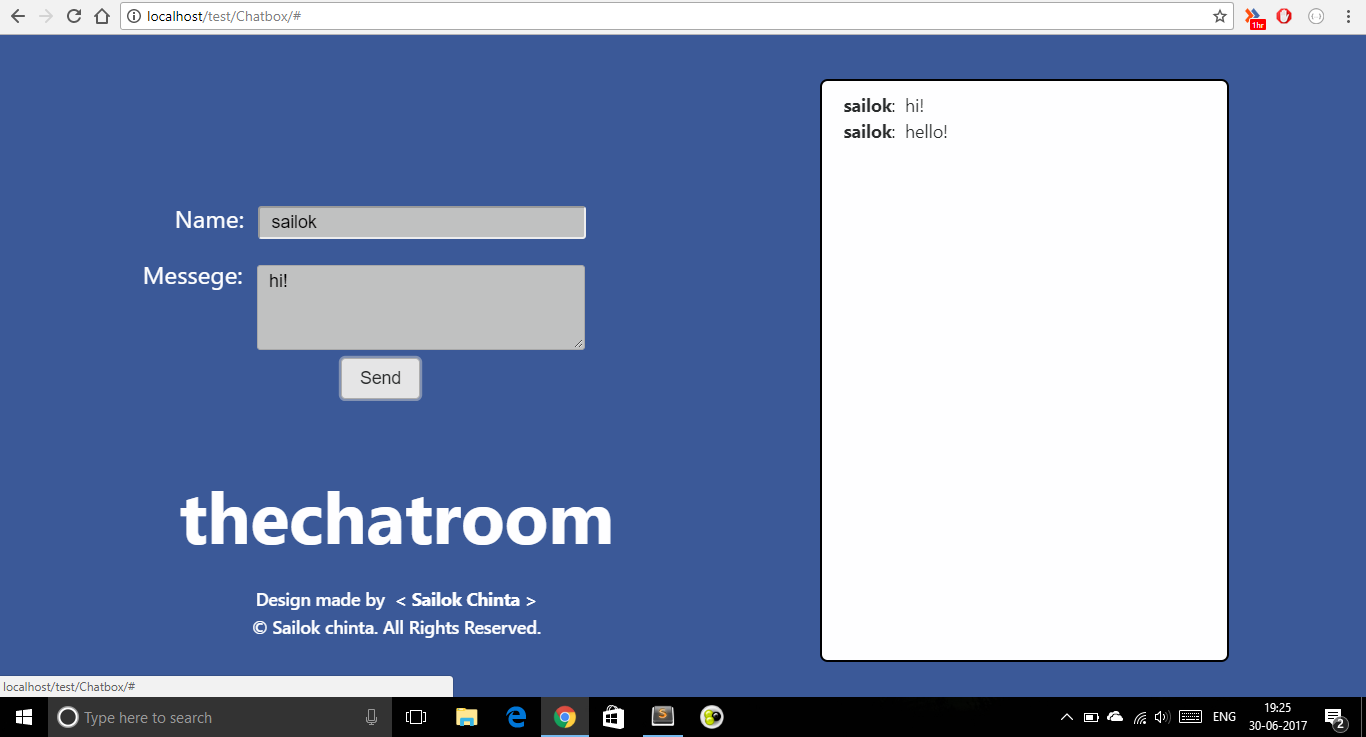 localhost/test/Chatbox/#
1hr
sailok: hi!
sailok: hello!
Name: sailok
Messege: hi!
Send
thechatroom
Design made by < Sailok Chinta >
© Sailok chinta. All Rights Reserved.
localhost/test/Chatbox/#
Type here to search
ENG
19:25
30-06-2017
2